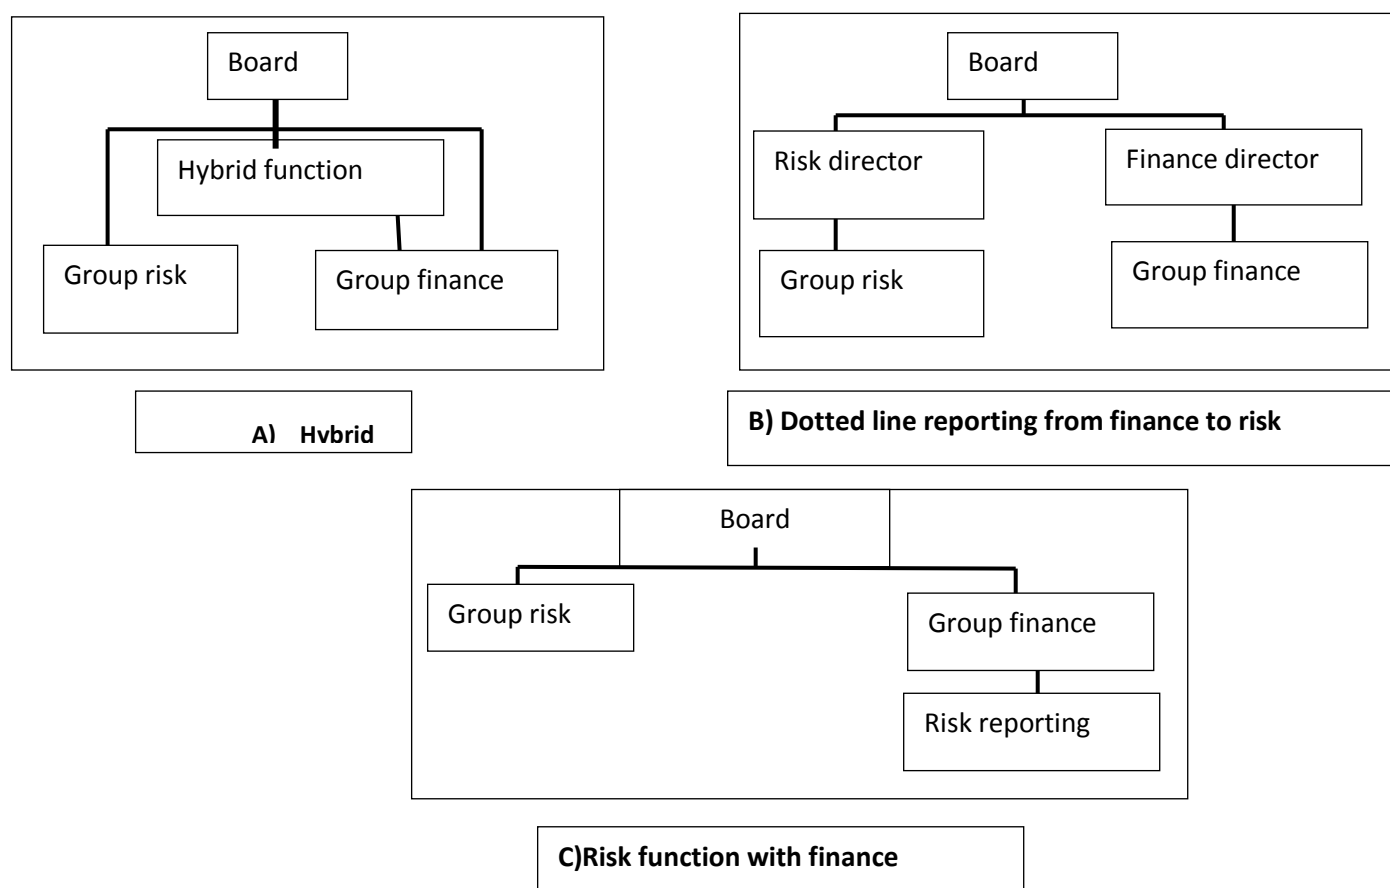 Board
Hybrid function
Group risk
Group finance
A) Hybrid
Board
Risk director
Finance director
Group risk
Group finance
B) Dotted line reporting from finance to risk
Board
Group risk
Group finance
Risk reporting
C)Risk function with finance